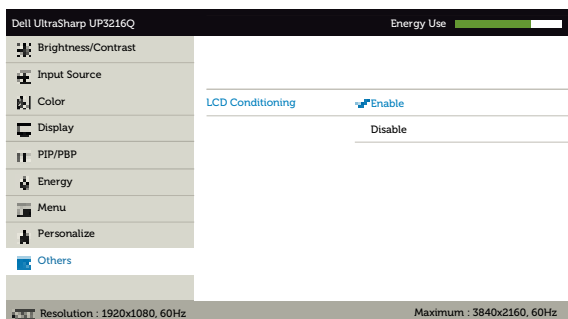 Dell UltraSharp UP3216Q
Energy Use
Brightness/Contrast
Input Source
Color
LCD Conditioning
Enable
Display
Disable
PIP/PBP
Energy
Menu
Personalize
Others
Resolution : 1920x1080, 60Hz
Maximum : 3840x2160, 60Hz